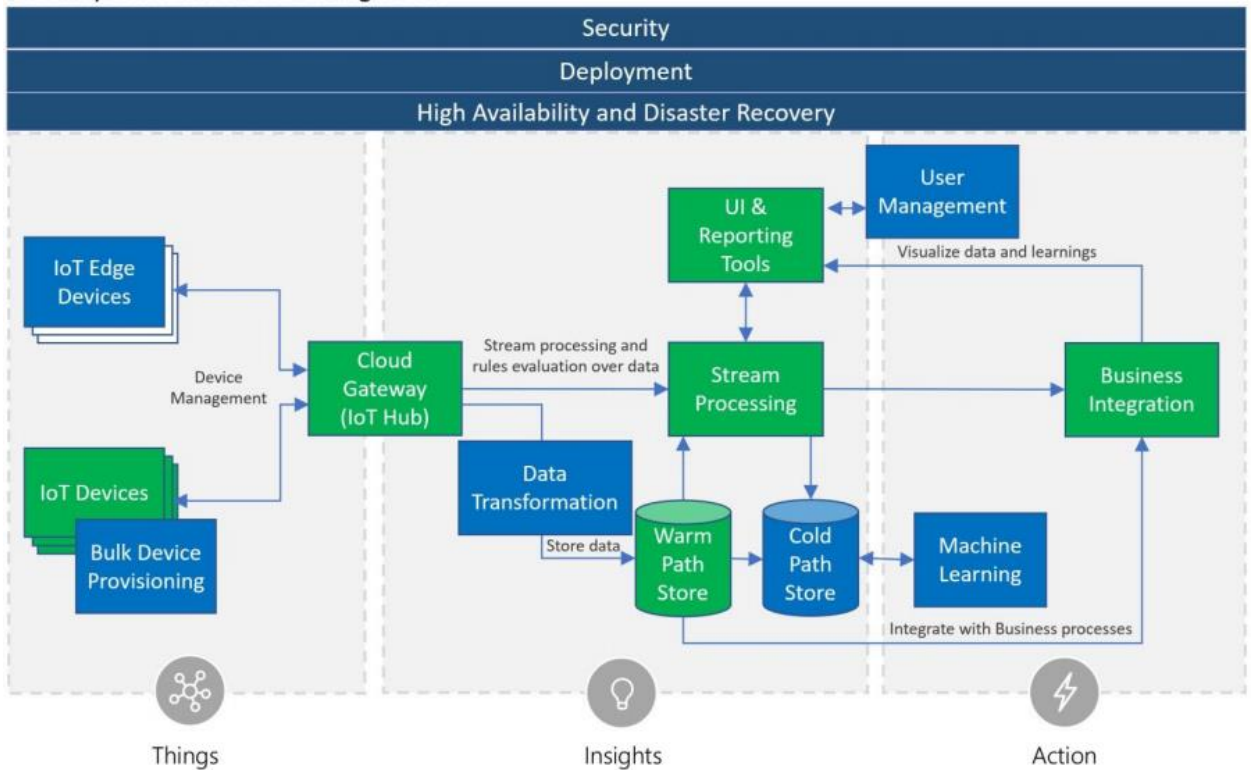 Security
Deployment
High Availability and Disaster Recovery
User
Management
UI &
Reporting
Tools
Visualize data and learnings
IoT Edge
Devices
Device
Management
Cloud
Gateway
(IoT Hub)
Stream processing and
rules evaluation over data
Stream
Processing
Business
Integration
IoT Devices
Bulk Device
Provisioning
Data
Transformation
Store data
Warm
Path
Store
Cold
Path
Store
Machine
Learning
Integrate with Business processes
Things
Insights
Action